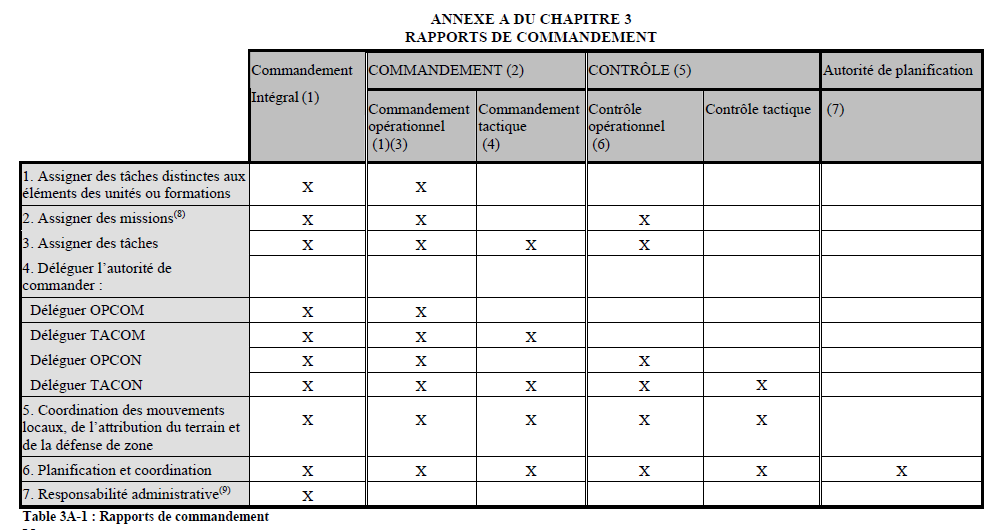 ANNEXE A DU CHAPITRE 3
RAPPORTS DE COMMANDEMENT
Commandement
Intégral (1)
COMMANDEMENT (2)
CONTRÔLE (5)
Autorité de planification
(7)
Commandement
opérationnel
(1)(3)
Commandement
tactique
(4)
Contrôle
opérationnel
(6)
Contrôle tactique
1. Assigner des tâches distinctes aux
éléments des unités ou formations
X X
2. Assigner des missions(8) X X X
3. Assigner des tâches X X X X
4. Déléguer l’autorité de
commander :
Déléguer OPCOM X X
Déléguer TACOM X X X
Déléguer OPCON X X X
Déléguer TACON X X X X X
5. Coordination des mouvements
locaux, de l’attribution du terrain et
de la défense de zone
X X X X X
6. Planification et coordination X X X X X X
7. Responsabilité administrative(9) X
Table 3A-1 : Rapports de commandement